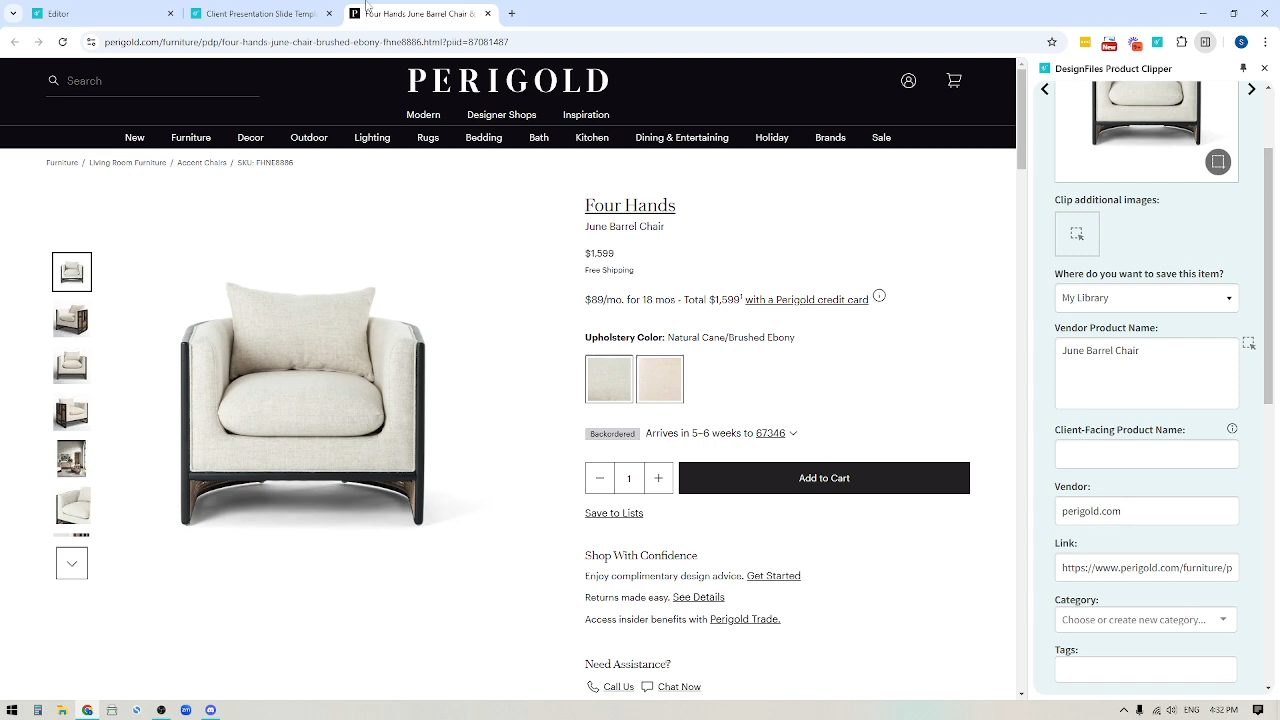 Editor
Client Presentation Slide Templ
Four Hands June Barrel Chair &
perigold.com/furniture/pdp/four-hands-june-chair-brushed-ebony-fhne8886.html?piid=87081487
New
S
DesignFiles Product Clipper
Search
PERIGOLD
Modern
Designer Shops
Inspiration
New
Furniture
Decor
Outdoor
Lighting
Rugs
Bedding
Bath
Kitchen
Dining & Entertaining
Holiday
Brands
Sale
Furniture / Living Room Furniture / Accent Chairs / SKU: FHNE8886
Four Hands
June Barrel Chair
$1,599
Free Shipping
$89/mo. for 18 mos - Total $1,599¹ with a Perigold credit card
Upholstery Color: Natural Cane/Brushed Ebony
Backordered Arrives in 5-6 weeks to 67346
1
Add to Cart
Save to Lists
Shop With Confidence
Enjoy complimentary design advice. Get Started
Returns made easy. See Details
Access insider benefits with Perigold Trade.
Need Assistance?
Call Us
Chat Now
Clip additional images:
Where do you want to save this item?
My Library
Vendor Product Name:
June Barrel Chair
Client-Facing Product Name:
Vendor:
perigold.com
Link:
https://www.perigold.com/furniture/p
Category:
Choose or create new category...
Tags:
ENG
4:32 PM